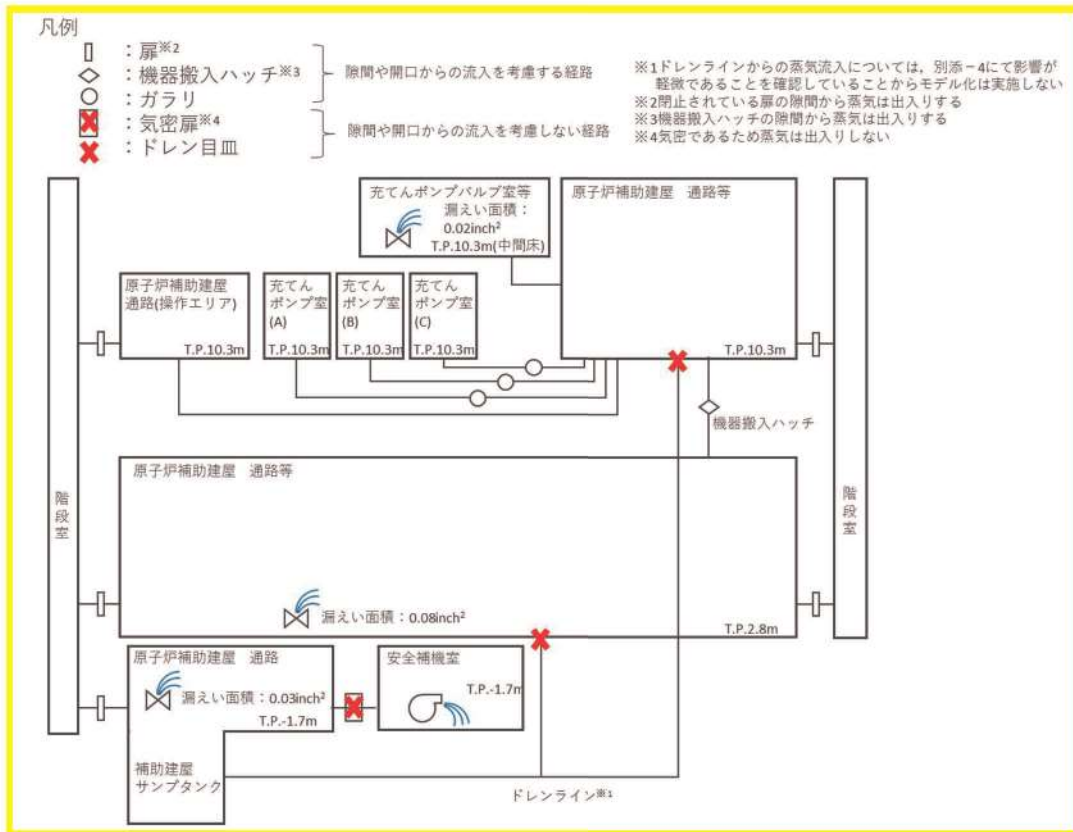 凡例
：扉※2
：機器搬入ハッチ※3
：ガラリ
隙間や開口からの流入を考慮する経路
：気密扉※4
：ドレン目皿
隙間や開口からの流入を考慮しない経路
※1ドレンラインからの蒸気流入については，別添－4にて影響が
軽微であることを確認していることからモデル化は実施しない
※2閉止されている扉の隙間から蒸気は出入りする
※3機器搬入ハッチの隙間から蒸気は出入りする
※4気密であるため蒸気は出入りしない
充てんポンプバルブ室等
漏えい面積：
0.02inch²
T.P.10.3m(中間床)
原子炉補助建屋　通路等
T.P.10.3m
原子炉補助建屋
通路(操作エリア)
T.P.10.3m
充てん
ポンプ室
(A)
T.P.10.3m
充てん
ポンプ室
(B)
T.P.10.3m
充てん
ポンプ室
(C)
T.P.10.3m
機器搬入ハッチ
階段室
階段室
原子炉補助建屋　通路等
漏えい面積：0.08inch²
T.P.2.8m
原子炉補助建屋　通路
漏えい面積：0.03inch²
T.P.-1.7m
安全補機室
T.P.-1.7m
補助建屋
サンプタンク
ドレンライン※1